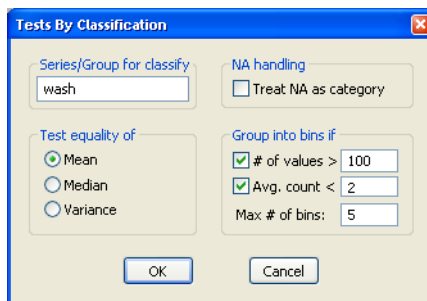 Tests By Classification
Series/Group for classify
wash
NA handling
Treat NA as category
Test equality of
Mean
Median
Variance
Group into bins if
# of values > 100
Avg. count < 2
Max # of bins: 5
OK
Cancel